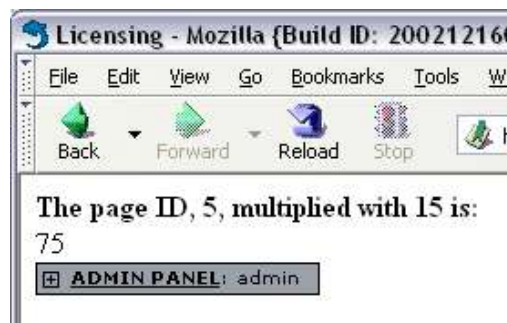 Licensing - Mozilla {Build ID: 200212166
File Edit View Go Bookmarks Tools W
Back Forward Reload Stop h
The page ID, 5, multiplied with 15 is:
75
ADMIN PANEL: admin